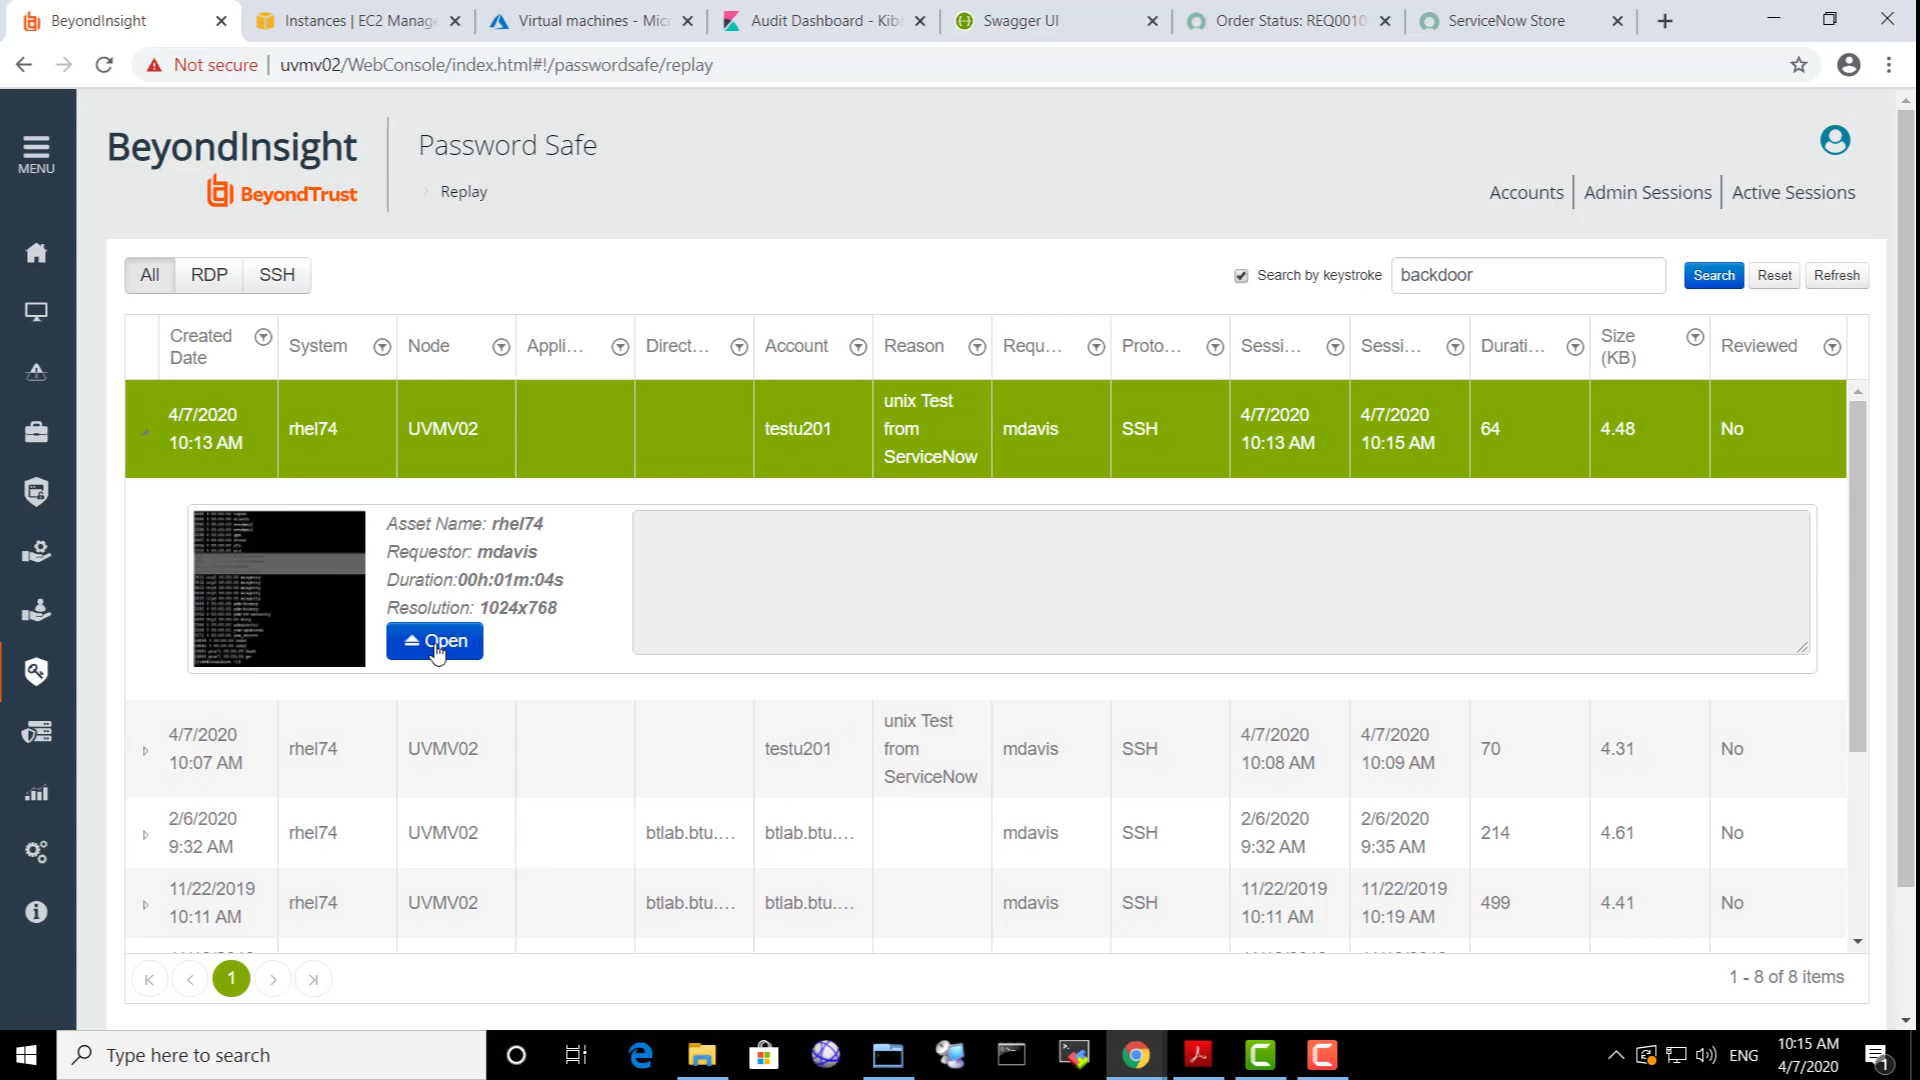 BeyondInsight
Instances | EC2 Manage
Virtual machines - Mic
Audit Dashboard - Kiba
Swagger UI
Order Status: REQ0010
ServiceNow Store
Not secure | uvmv02/WebConsole/index.html#!/passwordsafe/replay
MENU
BeyondInsight
BeyondTrust
Password Safe
Replay
Accounts
Admin Sessions
Active Sessions
All
RDP
SSH
Search by keystroke
backdoor
Search
Reset
Refresh
Created Date
System
Node
Appli...
Direct...
Account
Reason
Requ...
Proto...
Sessi...
Sessi...
Durati...
Size (KB)
Reviewed
4/7/2020 10:13 AM
rhel74
UVMV02
testu201
unix Test from ServiceNow
mdavis
SSH
4/7/2020 10:13 AM
4/7/2020 10:15 AM
64
4.48
No
Asset Name: rhel74
Requestor: mdavis
Duration:00h:01m:04s
Resolution: 1024x768
Open
4/7/2020 10:07 AM
rhel74
UVMV02
testu201
unix Test from ServiceNow
mdavis
SSH
4/7/2020 10:08 AM
4/7/2020 10:09 AM
70
4.31
No
2/6/2020 9:32 AM
rhel74
UVMV02
btlab.btu....
btlab.btu....
mdavis
SSH
2/6/2020 9:32 AM
2/6/2020 9:35 AM
214
4.61
No
11/22/2019 10:11 AM
rhel74
UVMV02
btlab.btu....
btlab.btu....
mdavis
SSH
11/22/2019 10:11 AM
11/22/2019 10:19 AM
499
4.41
No
1
1 - 8 of 8 items
Type here to search
ENG
10:15 AM
4/7/2020
1